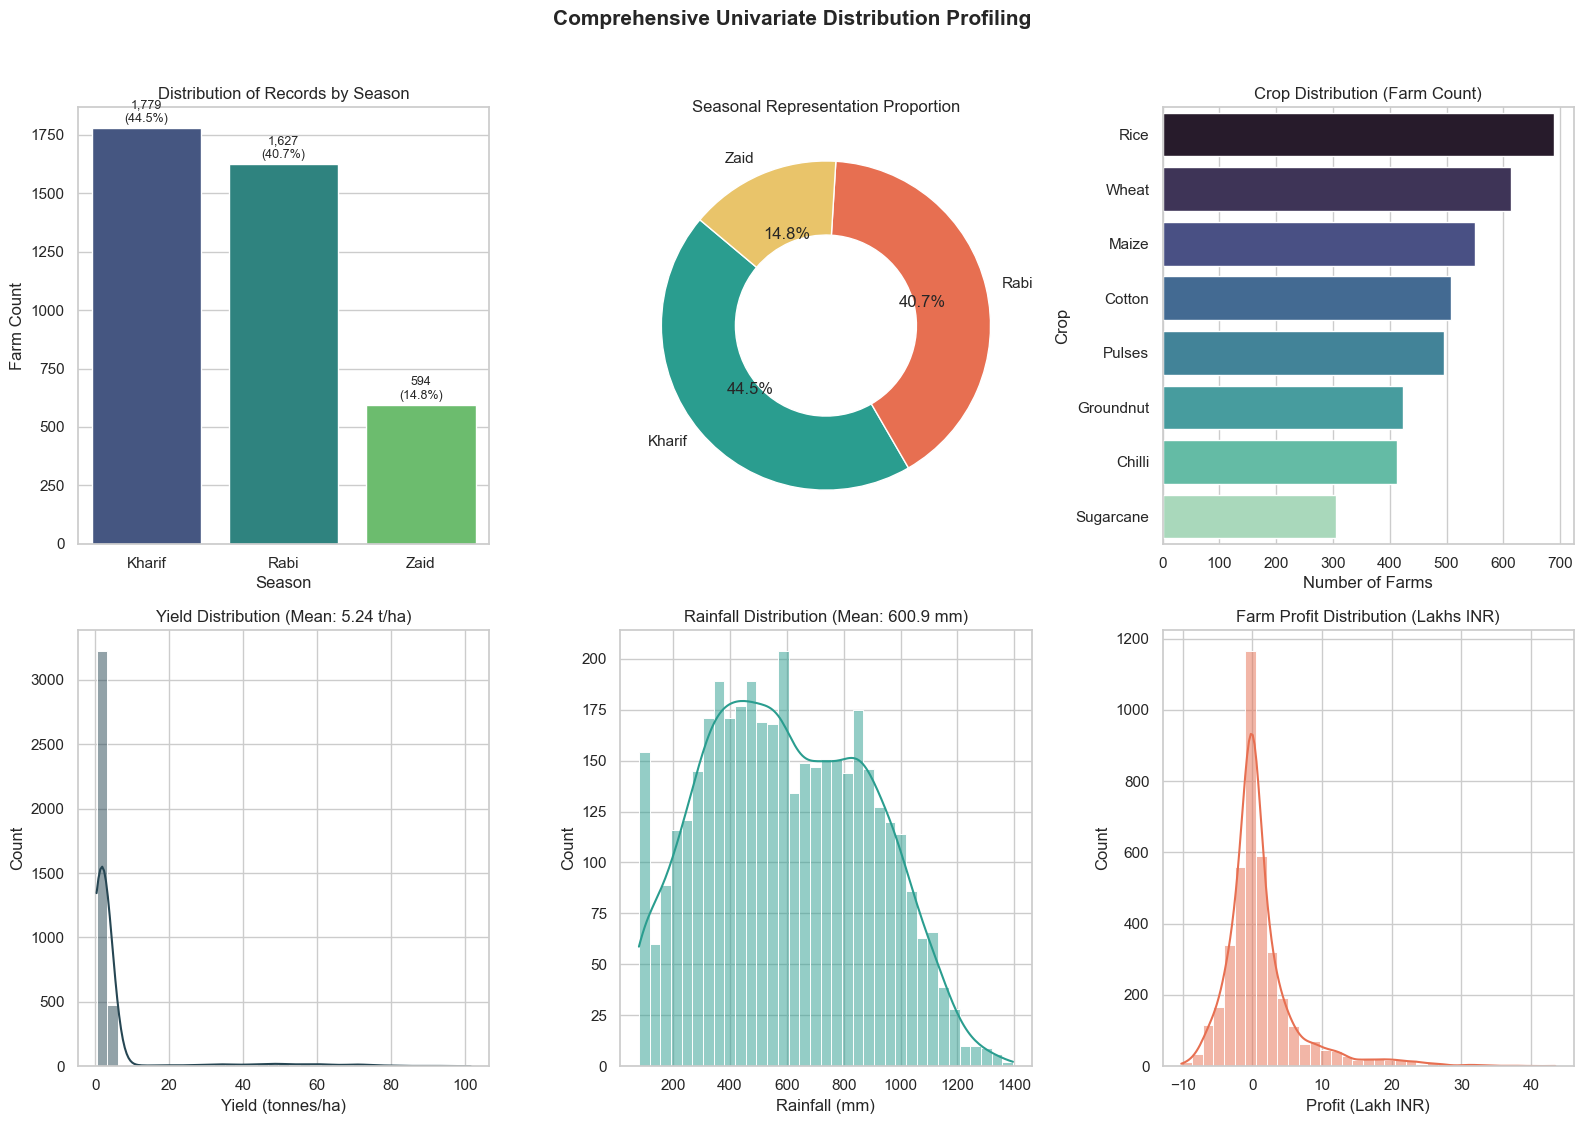 Comprehensive Univariate Distribution Profiling
Distribution of Records by Season
1,779
(44.5%)
1,627
(40.7%)
594
(14.8%)
1750
1500
1250
1000
750
500
250
0
Farm Count
Kharif
Rabi
Zaid
Season
Seasonal Representation Proportion
Zaid
14.8%
Rabi
40.7%
44.5%
Kharif
Crop Distribution (Farm Count)
Rice
Wheat
Maize
Cotton
Pulses
Groundnut
Chilli
Sugarcane
Crop
0 100 200 300 400 500 600 700
Number of Farms
Yield Distribution (Mean: 5.24 t/ha)
3000
2500
2000
1500
1000
500
0
Count
0 20 40 60 80 100
Yield (tonnes/ha)
Rainfall Distribution (Mean: 600.9 mm)
200
175
150
125
100
75
50
25
0
Count
200 400 600 800 1000 1200 1400
Rainfall (mm)
Farm Profit Distribution (Lakhs INR)
1200
1000
800
600
400
200
0
Count
−10 0 10 20 30 40
Profit (Lakh INR)